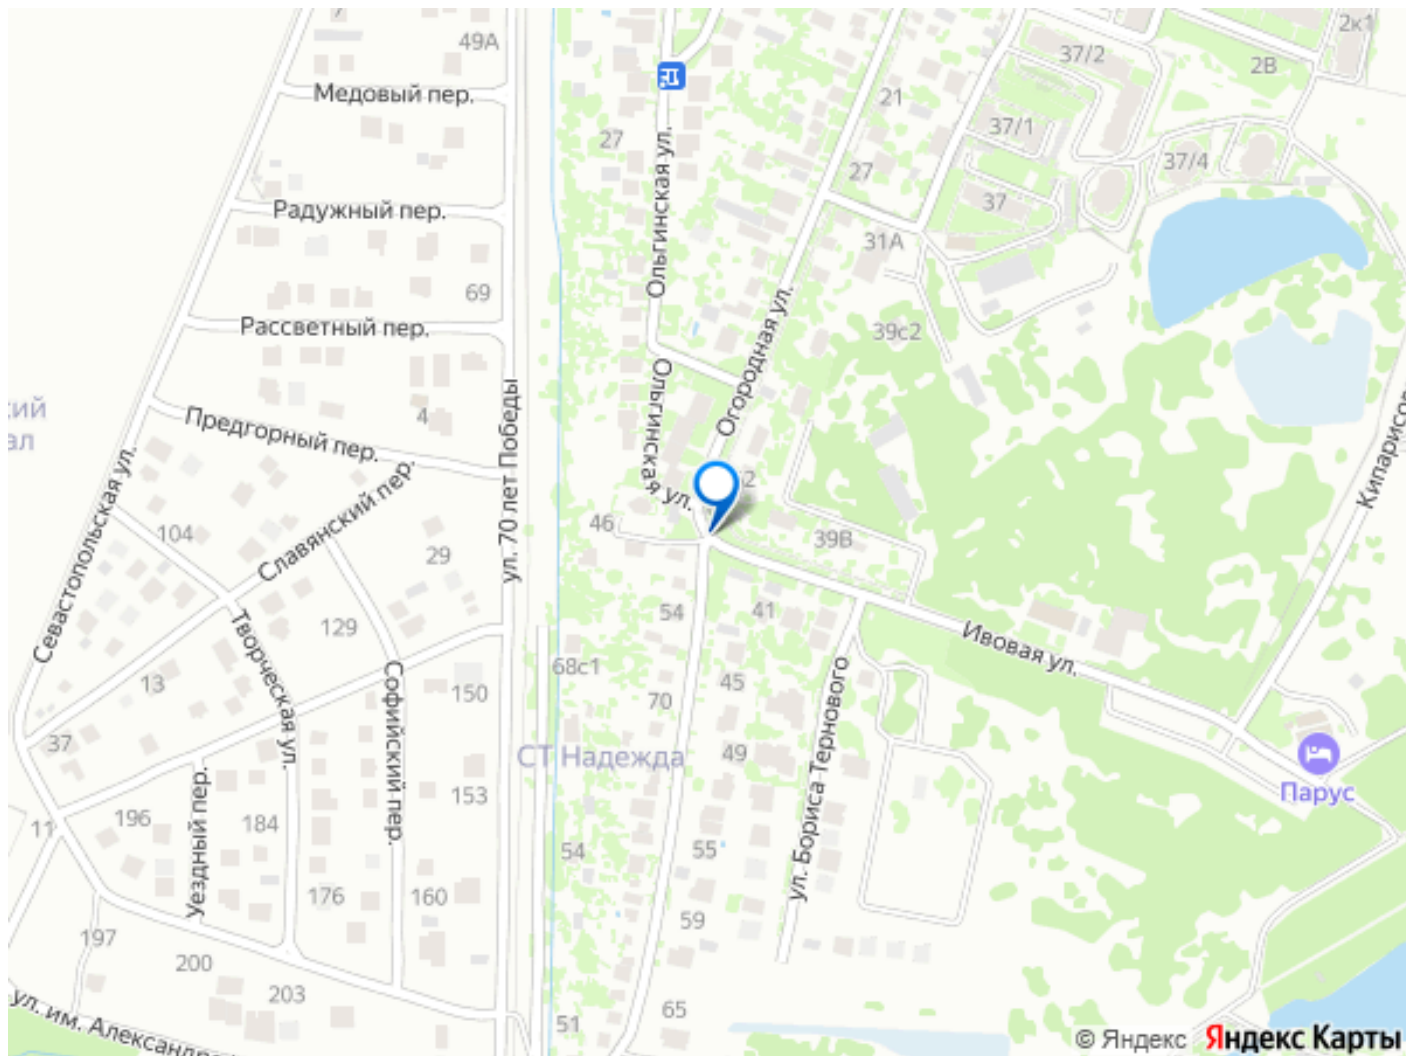 7
49А
Медовый пер.
37/2
2к1
2В
21
37/1
27
Ольгинская ул.
27
37/4
Радужный пер.
37
31А
69
Рассветный пер.
Огородная ул.
39с2
4
Предгорный пер.
ул. 70 лет Победы
Ольгинская ул.
Севастопольская ул.
Славянский пер.
104
29
46
39В
54
41
129
Творческая ул.
Софийский пер.
68с1
Ивовая ул.
13
150
70
45
37
СТ Надежда
49
ул. Бориса Тернового
Парус
Уездный пер.
153
196
184
11
54
55
176
160
59
197
200
203
65
51
ул. им.
© Яндекс
Яндекс Карты